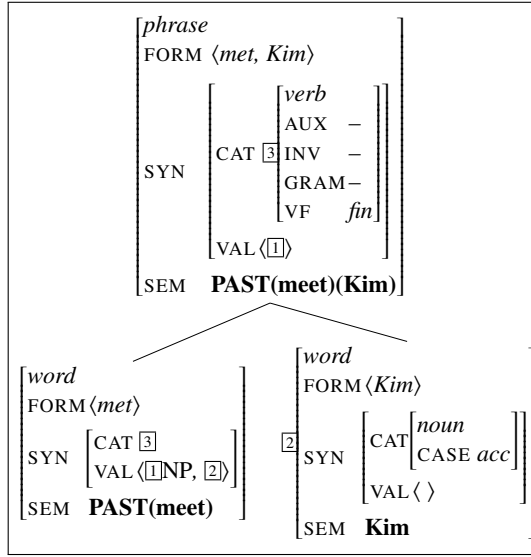 phrase
FORM ⟨met, Kim⟩
verb
AUX –
CAT 3 INV –
SYN
GRAM –
VF fin
VAL ⟨1⟩
SEM PAST(meet)(Kim)
word
FORM ⟨met⟩
SYN CAT 3
VAL ⟨1NP, 2⟩
SEM PAST(meet)
word
FORM ⟨Kim⟩
noun
CAT
CASE acc
2 SYN
VAL ⟨ ⟩
SEM Kim